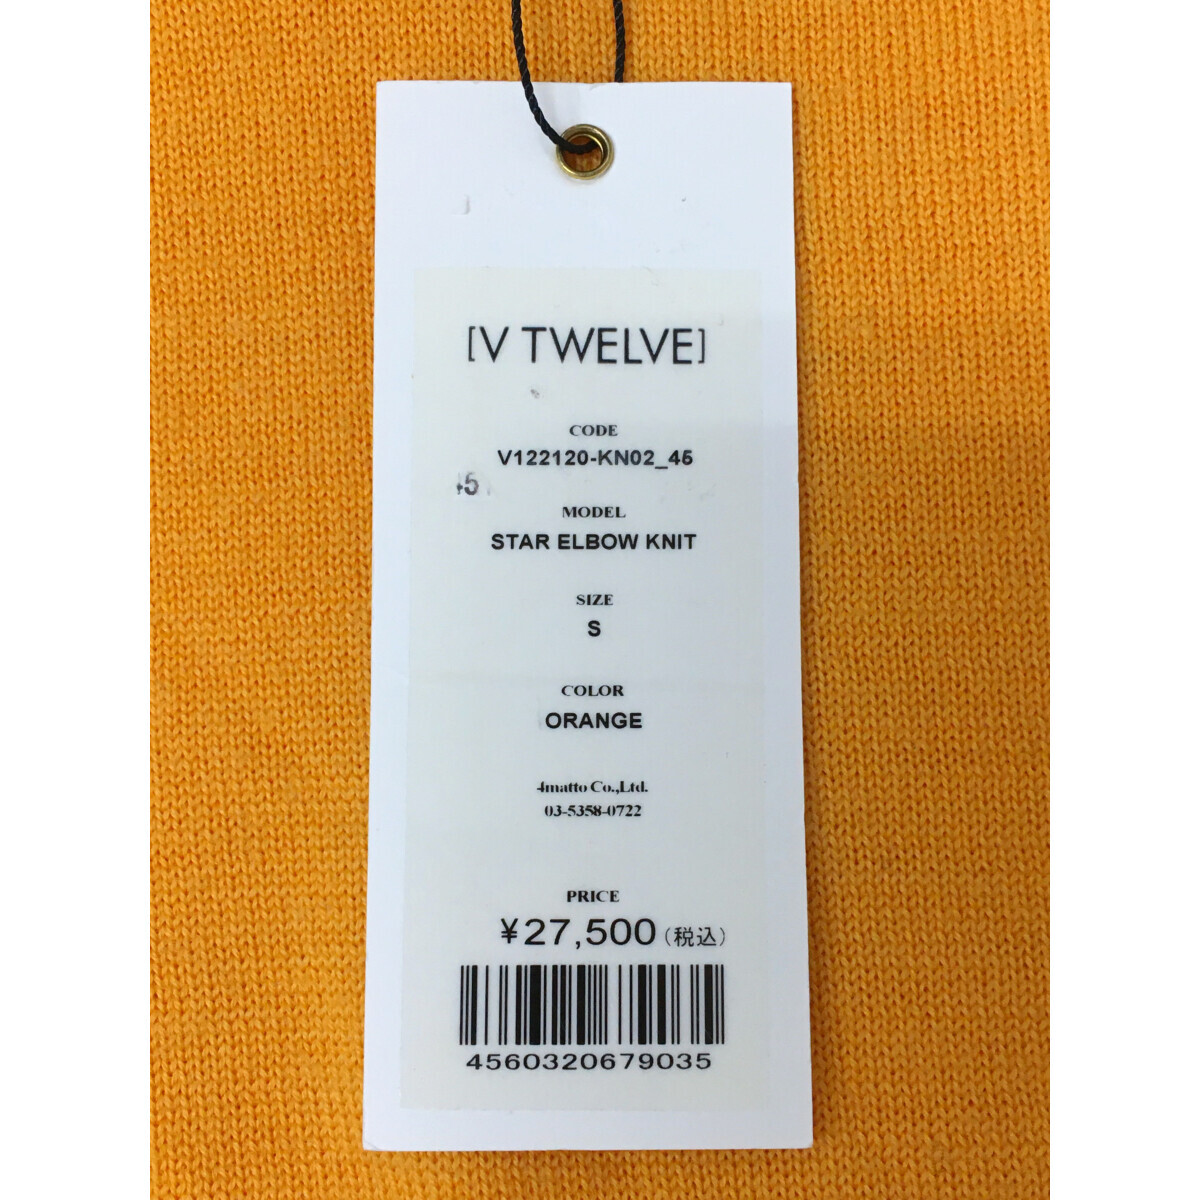 [V TWELVE]
CODE
V122120-KN02_45
45
MODEL
STAR ELBOW KNIT
SIZE
S
COLOR
ORANGE
4matto Co.,Ltd.
03-5358-0722
PRICE
¥27,500(税込)
4560320679035